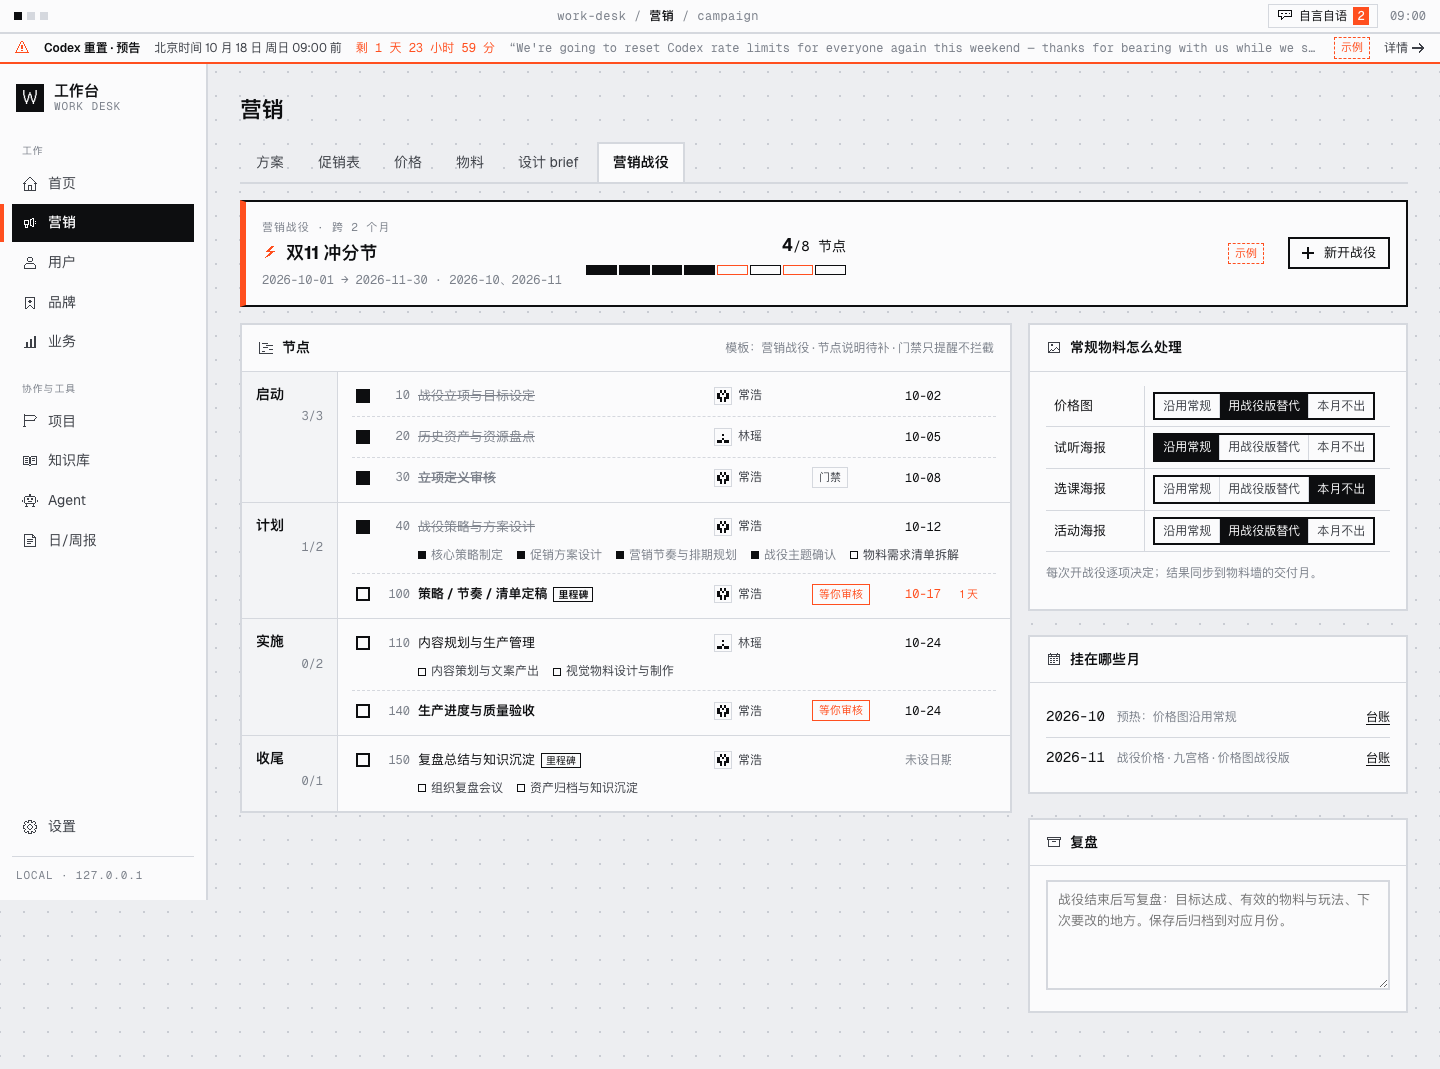 work-desk / 营销 / campaign
自言自语 2 09:00
Codex 重置 · 预告 北京时间 10 月 18 日 周日 09:00 前 剩 1 天 23 小时 59 分 “We're going to reset Codex rate limits for everyone again this weekend — thanks for bearing with us while we s… 示例 详情
W 工作台
WORK DESK
工作
首页
营销
用户
品牌
业务
协作与工具
项目
知识库
Agent
日/周报
设置
LOCAL · 127.0.0.1
营销
方案 促销表 价格 物料 设计 brief 营销战役
营销战役 · 跨 2 个月
双11 冲分节
2026-10-01 → 2026-11-30 · 2026-10、2026-11
4/8 节点
示例
新开战役
节点 模板：营销战役 · 节点说明待补 · 门禁只提醒不拦截
启动
3/3
10 战役立项与目标设定 常浩 10-02
20 历史资产与资源盘点 林瑶 10-05
30 立项定义审核 常浩 门禁 10-08
计划
1/2
40 战役策略与方案设计 常浩 10-12
核心策略制定 促销方案设计 营销节奏与排期规划 战役主题确认 物料需求清单拆解
100 策略 / 节奏 / 清单定稿 里程碑 常浩 等你审核 10-17 1 天
实施
0/2
110 内容规划与生产管理 林瑶 10-24
内容策划与文案产出 视觉物料设计与制作
140 生产进度与质量验收 常浩 等你审核 10-24
收尾
0/1
150 复盘总结与知识沉淀 里程碑 常浩 未设日期
组织复盘会议 资产归档与知识沉淀
常规物料怎么处理
价格图 沿用常规 用战役版替代 本月不出
试听海报 沿用常规 用战役版替代 本月不出
选课海报 沿用常规 用战役版替代 本月不出
活动海报 沿用常规 用战役版替代 本月不出
每次开战役逐项决定；结果同步到物料墙的交付月。
挂在哪些月
2026-10 预热：价格图沿用常规 台账
2026-11 战役价格 · 九宫格 · 价格图战役版 台账
复盘
战役结束后写复盘：目标达成、有效的物料与玩法、下
次要改的地方。保存后归档到对应月份。